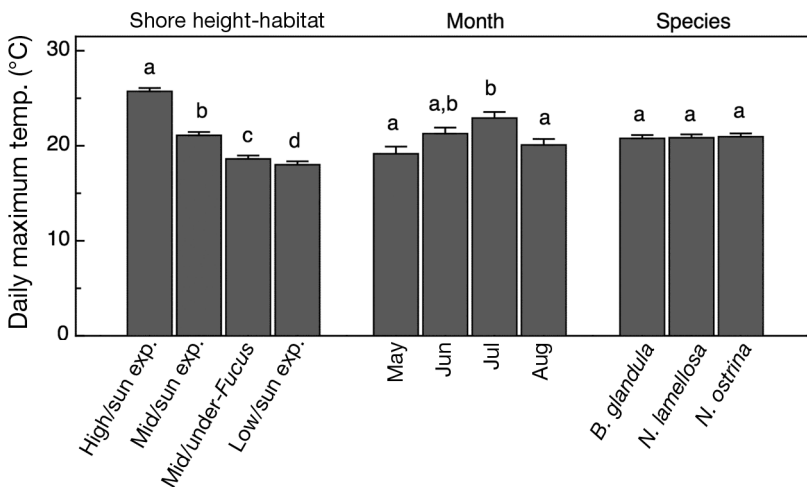 Shore height-habitat Month Species
Daily maximum temp. (°C)
30
20
10
0
a
b
c
d
a
a,b
b
a
a
a
a
High/sun exp.
Mid/sun exp.
Mid/under-Fucus
Low/sun exp.
May
Jun
Jul
Aug
B. glandula
N. lamellosa
N. ostrina